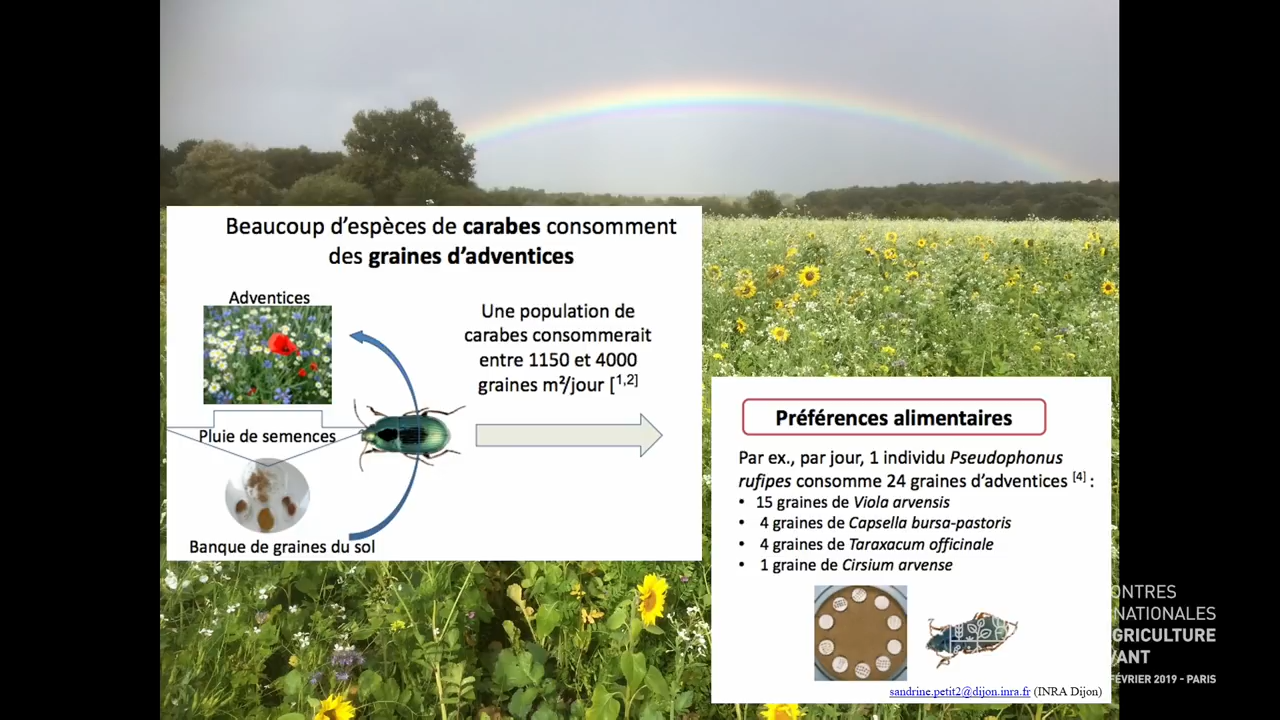 Beaucoup d'espèces de carabes consomment
des graines d'adventices
Adventices
Pluie de semences
Banque de graines du sol
Une population de
carabes consommerait
entre 1150 et 4000
graines m²/jour [1,2]
Préférences alimentaires
Par ex., par jour, 1 individu Pseudophonus
rufipes consomme 24 graines d'adventices [4] :
• 15 graines de Viola arvensis
• 4 graines de Capsella bursa-pastoris
• 4 graines de Taraxacum officinale
• 1 graine de Cirsium arvense
sandrine.petit2@dijon.inra.fr (INRA Dijon)
ONTRES
NATIONALES
GRICULTURE
VANT
FÉVRIER 2019 - PARIS